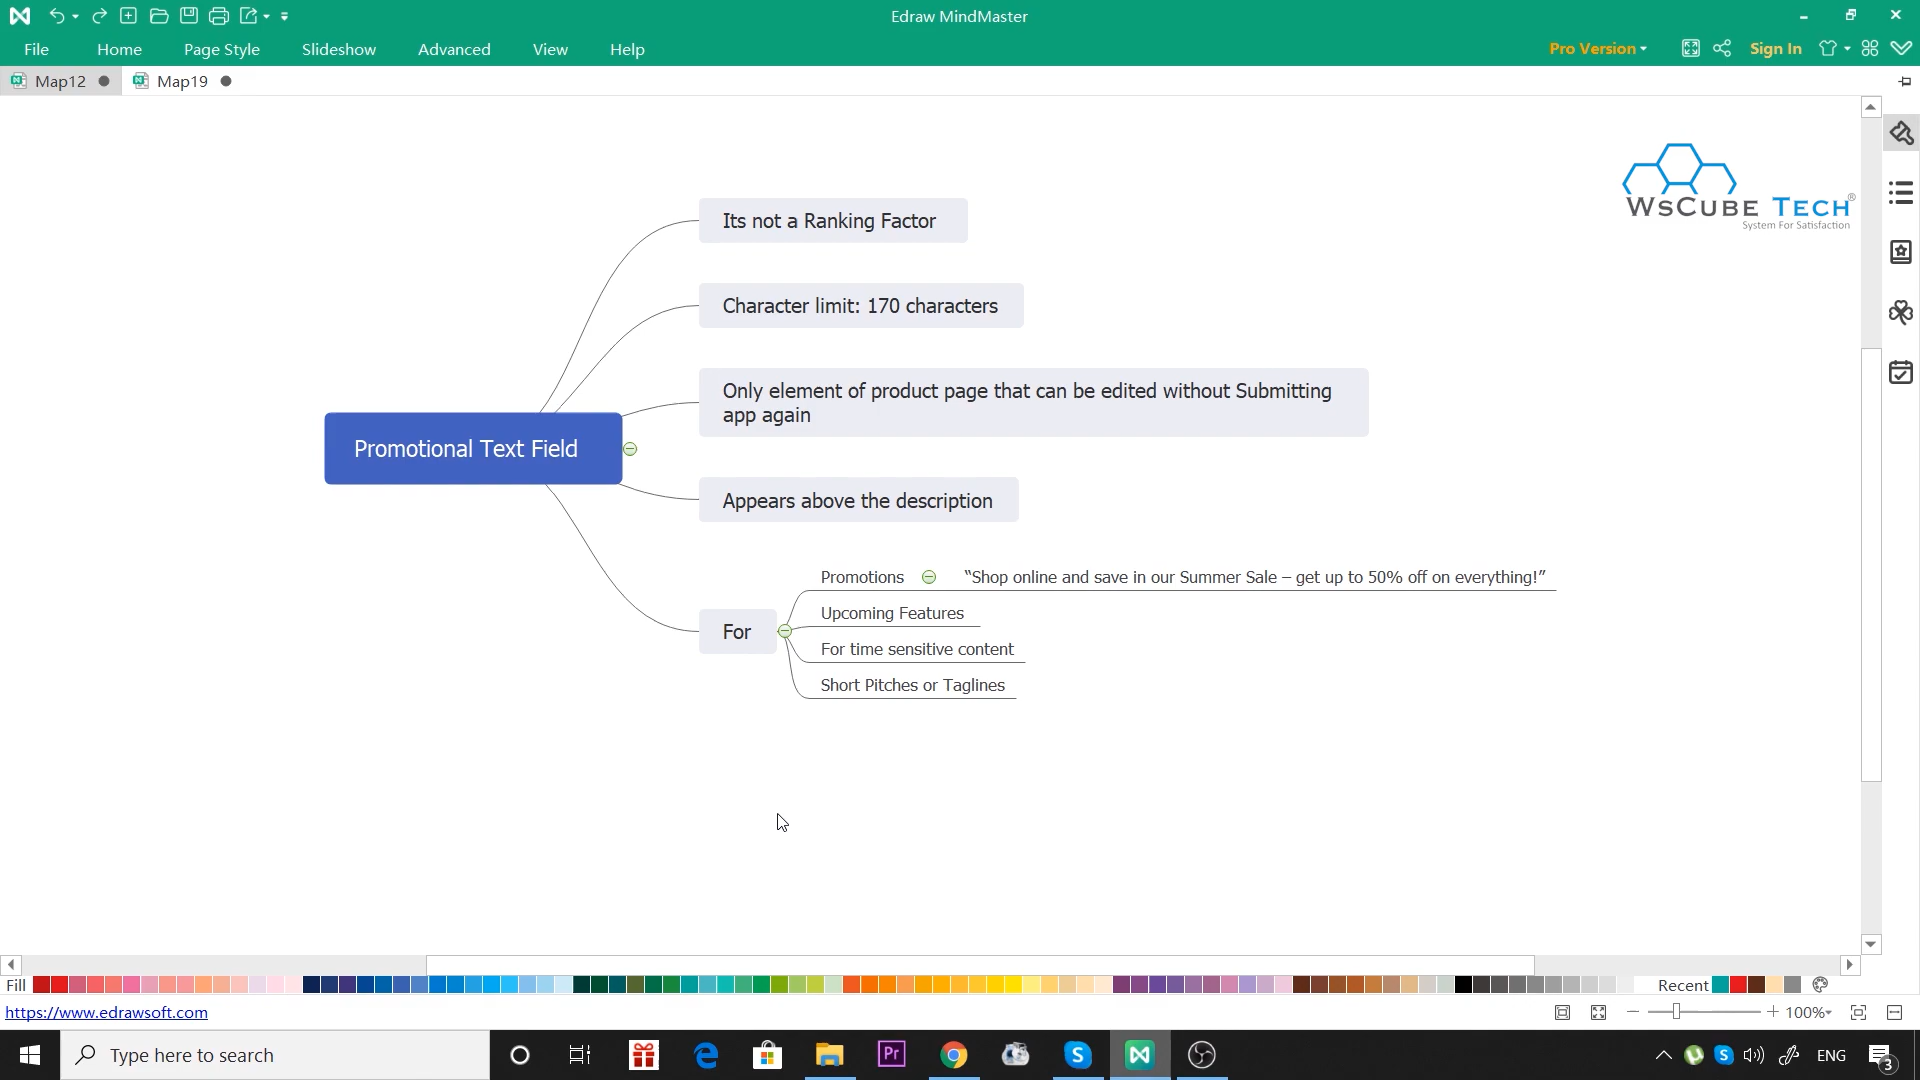 Edraw MindMaster
File Home Page Style Slideshow Advanced View Help Pro Version Sign In
Map12 Map19
WsCube Tech®
System For Satisfaction
Its not a Ranking Factor
Character limit: 170 characters
Only element of product page that can be edited without Submitting
app again
Promotional Text Field
Appears above the description
Promotions “Shop online and save in our Summer Sale – get up to 50% off on everything!”
Upcoming Features
For
For time sensitive content
Short Pitches or Taglines
Fill Recent
https://www.edrawsoft.com 100%
Type here to search Pr ENG 3